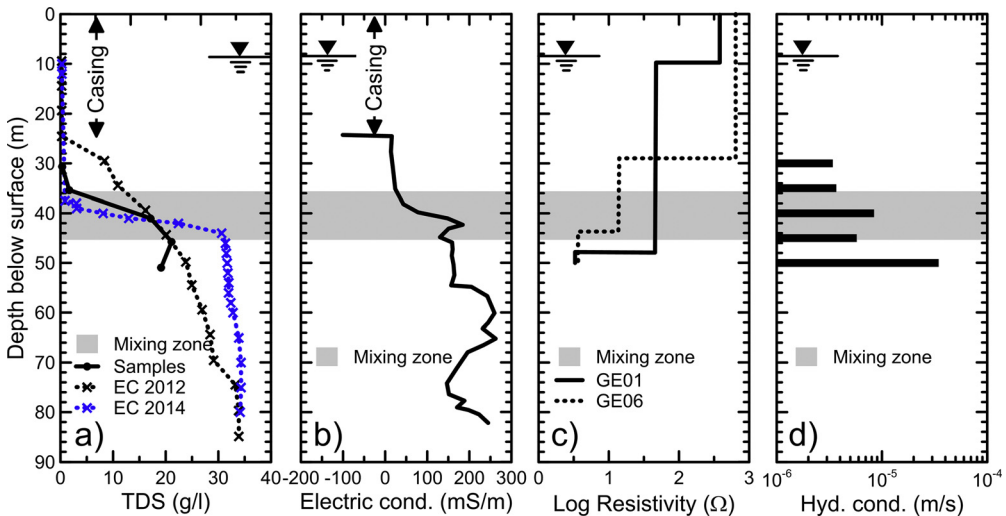 Depth below surface (m)
0
10
20
30
40
50
60
70
80
90
Casing
Mixing zone
Samples
EC 2012
EC 2014
a)
0 10 20 30 40
TDS (g/l)
Casing
Mixing zone
b)
-200 -100 0 100 200 300
Electric cond. (mS/m)
Mixing zone
GE01
GE06
c)
0 1 2 3
Log Resistivity (Ω)
Mixing zone
d)
10-6 10-5 10-4
Hyd. cond. (m/s)